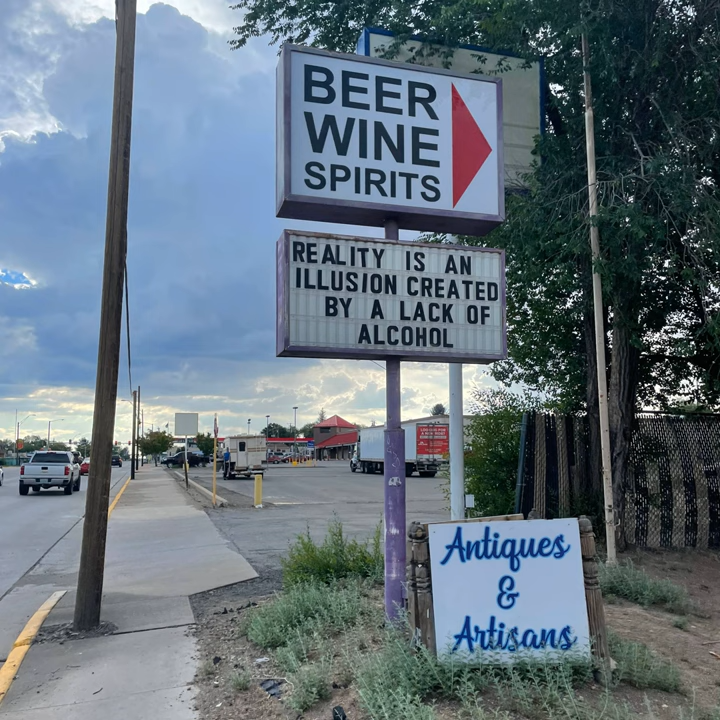 BEER
WINE
SPIRITS
REALITY IS AN
ILLUSION CREATED
BY A LACK OF
ALCOHOL
Antiques
&
Artisans